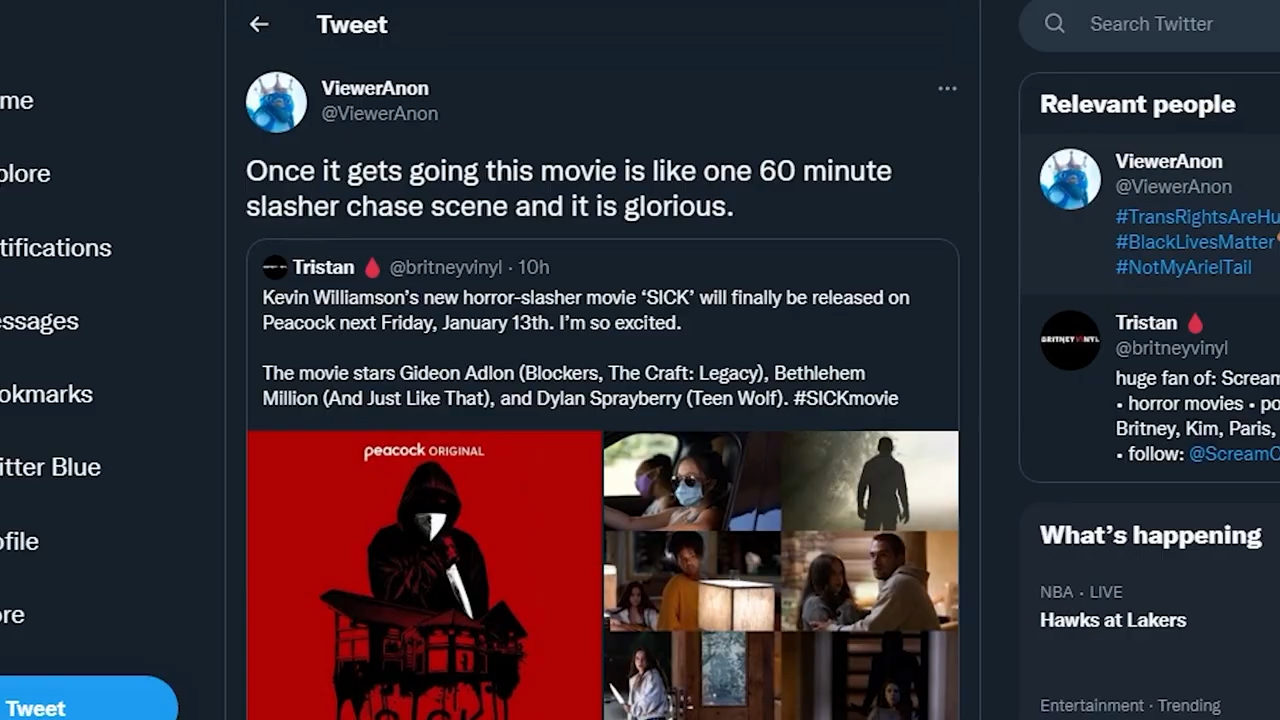 Tweet
Search Twitter
ViewerAnon
@ViewerAnon
Once it gets going this movie is like one 60 minute
slasher chase scene and it is glorious.
Tristan 🩸 @britneyvinyl · 10h
Kevin Williamson's new horror-slasher movie ‘SICK’ will finally be released on
Peacock next Friday, January 13th. I'm so excited.
The movie stars Gideon Adlon (Blockers, The Craft: Legacy), Bethlehem
Million (And Just Like That), and Dylan Sprayberry (Teen Wolf). #SICKmovie
peacock ORIGINAL
SICK
me
plore
tifications
essages
okmarks
itter Blue
ofile
ore
Tweet
Relevant people
ViewerAnon
@ViewerAnon
#TransRightsAreHu
#BlackLivesMatter
#NotMyArielTail
BRITNEYVINYL
Tristan 🩸
@britneyvinyl
huge fan of: Scream
• horror movies • po
Britney, Kim, Paris,
• follow: @ScreamC
What's happening
NBA · LIVE
Hawks at Lakers
Entertainment · Trending